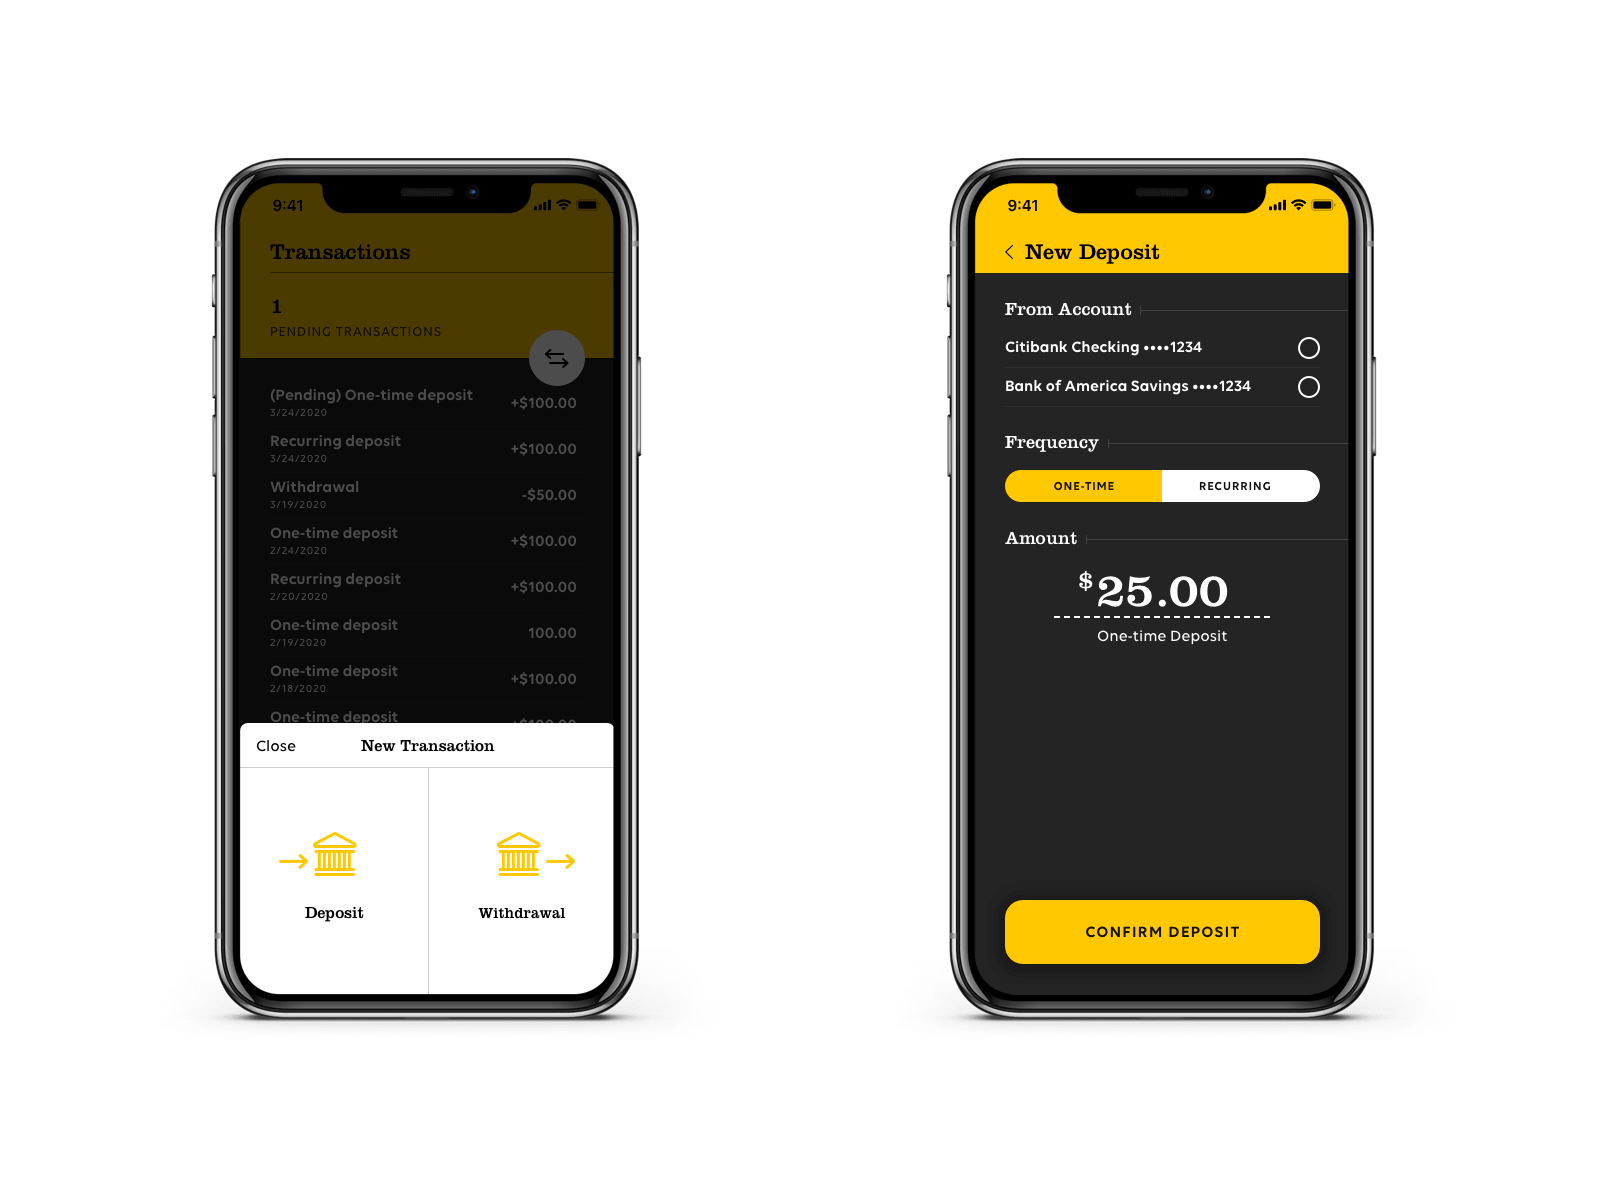 9:41
Transactions
1
PENDING TRANSACTIONS
(Pending) One-time deposit
3/24/2020
+$100.00
Recurring deposit
3/24/2020
+$100.00
Withdrawal
3/19/2020
-$50.00
One-time deposit
2/24/2020
+$100.00
Recurring deposit
2/20/2020
+$100.00
One-time deposit
2/19/2020
100.00
One-time deposit
2/18/2020
+$100.00
One-time deposit
+$100.00
Close
New Transaction
Deposit
Withdrawal
9:41
New Deposit
From Account
Citibank Checking ••••1234
Bank of America Savings ••••1234
Frequency
ONE-TIME
RECURRING
Amount
$25.00
One-time Deposit
CONFIRM DEPOSIT